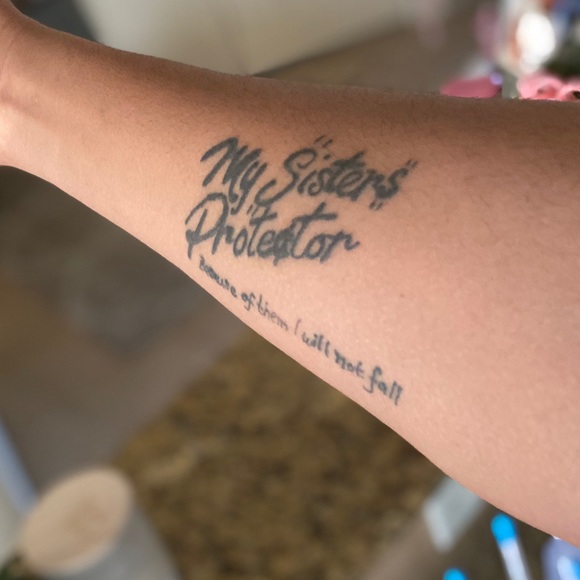 My Sisters
Protector
because of them I will not fall